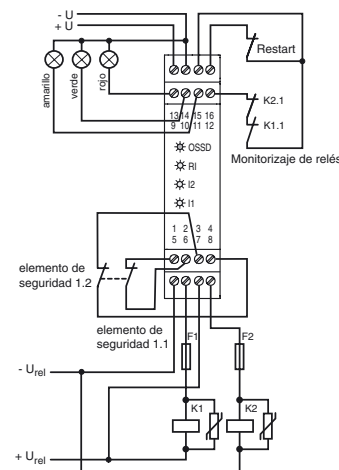 - U
+ U
Restart
amarillo
verde
rojo
K2.1
K1.1
13 14 15 16
9 10 11 12
Monitorizaje de relés
OSSD
RI
I2
I1
1 2 3 4
5 6 7 8
elemento de
seguridad 1.2
elemento de
seguridad 1.1
F1
F2
- Urel
K1
K2
+ Urel